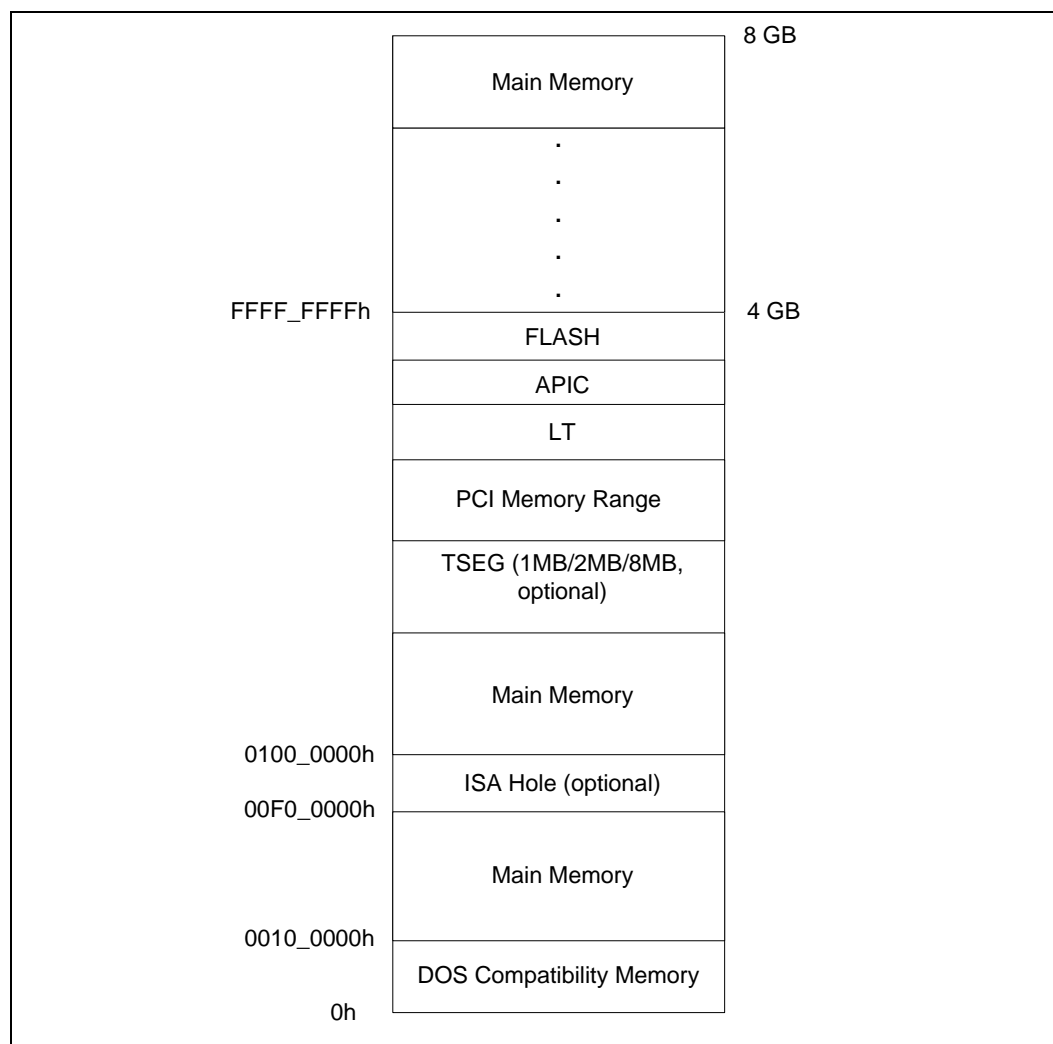 8 GB
Main Memory
.
.
.
.
.
FFFF_FFFFh
4 GB
FLASH
APIC
LT
PCI Memory Range
TSEG (1MB/2MB/8MB,
optional)
Main Memory
0100_0000h
ISA Hole (optional)
00F0_0000h
Main Memory
0010_0000h
DOS Compatibility Memory
0h